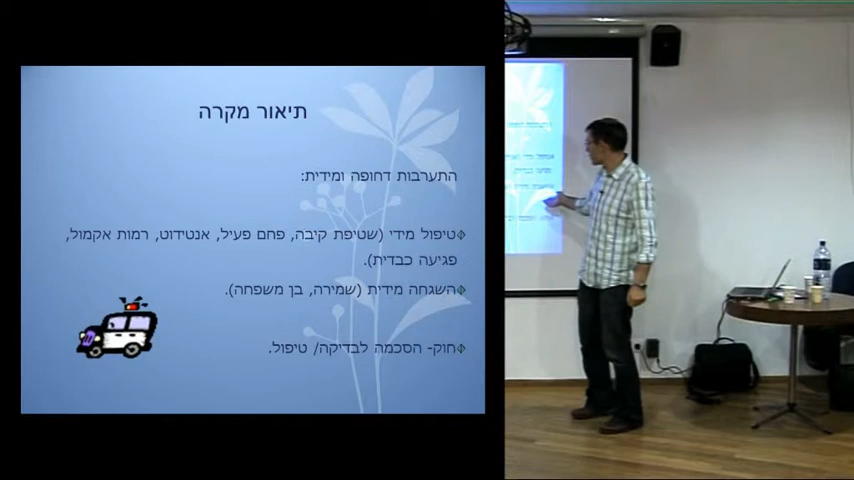 תיאור מקרה
התערבות דחופה ומידית:
טיפול מידי (שטיפת קיבה, פחם פעיל, אנטידוט, רמות אקמול,
פגיעה כבדית).
השגחה מידית (שמירה, בן משפחה).
חוק- הסכמה לבדיקה/ טיפול.